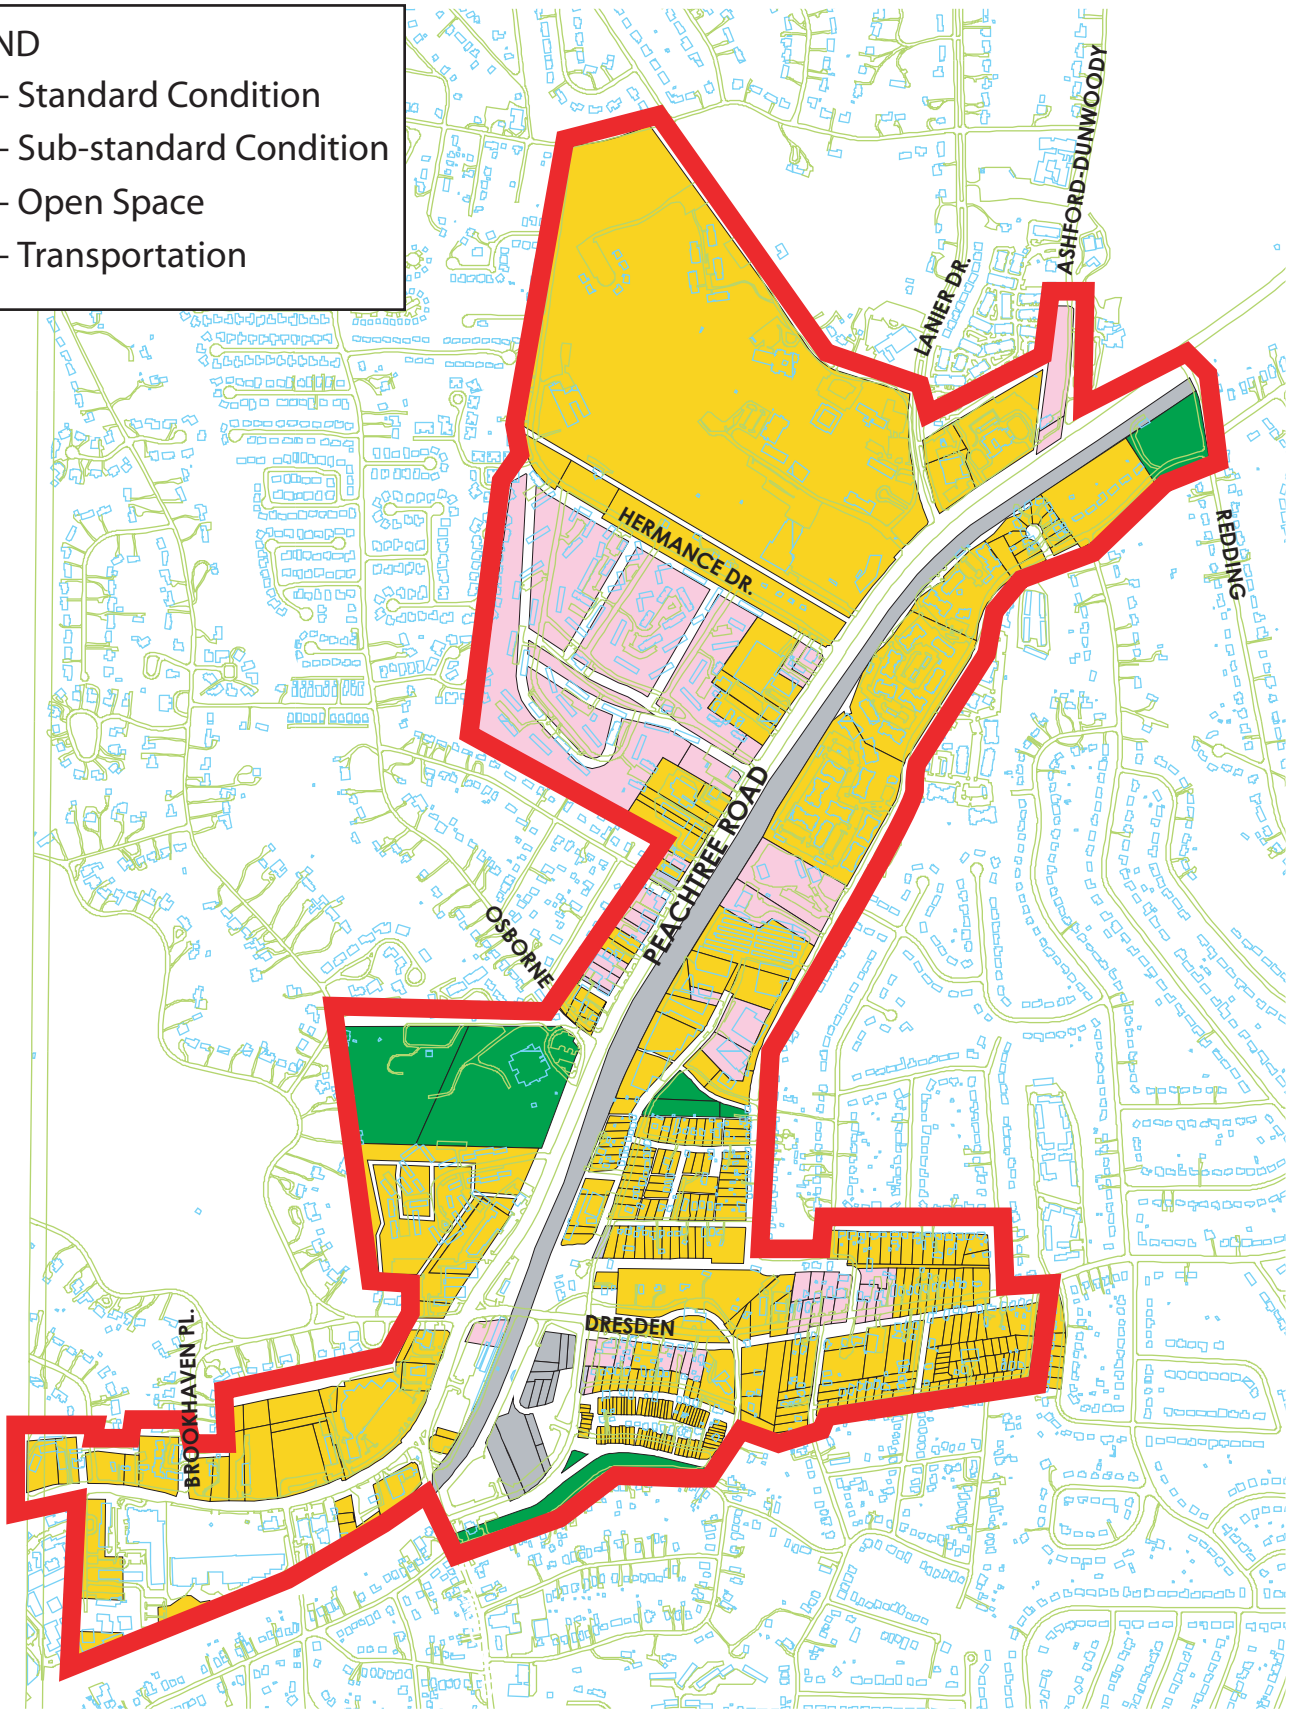 ND
- Standard Condition
- Sub-standard Condition
- Open Space
- Transportation
ASHFORD-DUNWOODY
LANIER DR.
REDDING
HERMANCE DR.
PEACHTREE ROAD
OSBORNE
DRESDEN
BROOKHAVEN PL.